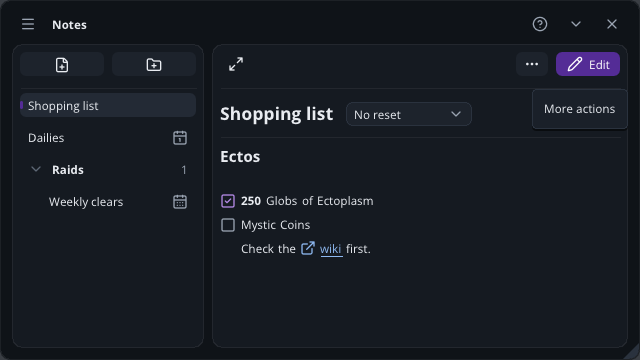 Notes
Edit
More actions
Shopping list
Dailies
Raids 1
Weekly clears
Shopping list No reset
Ectos
250 Globs of Ectoplasm
Mystic Coins
Check the wiki first.